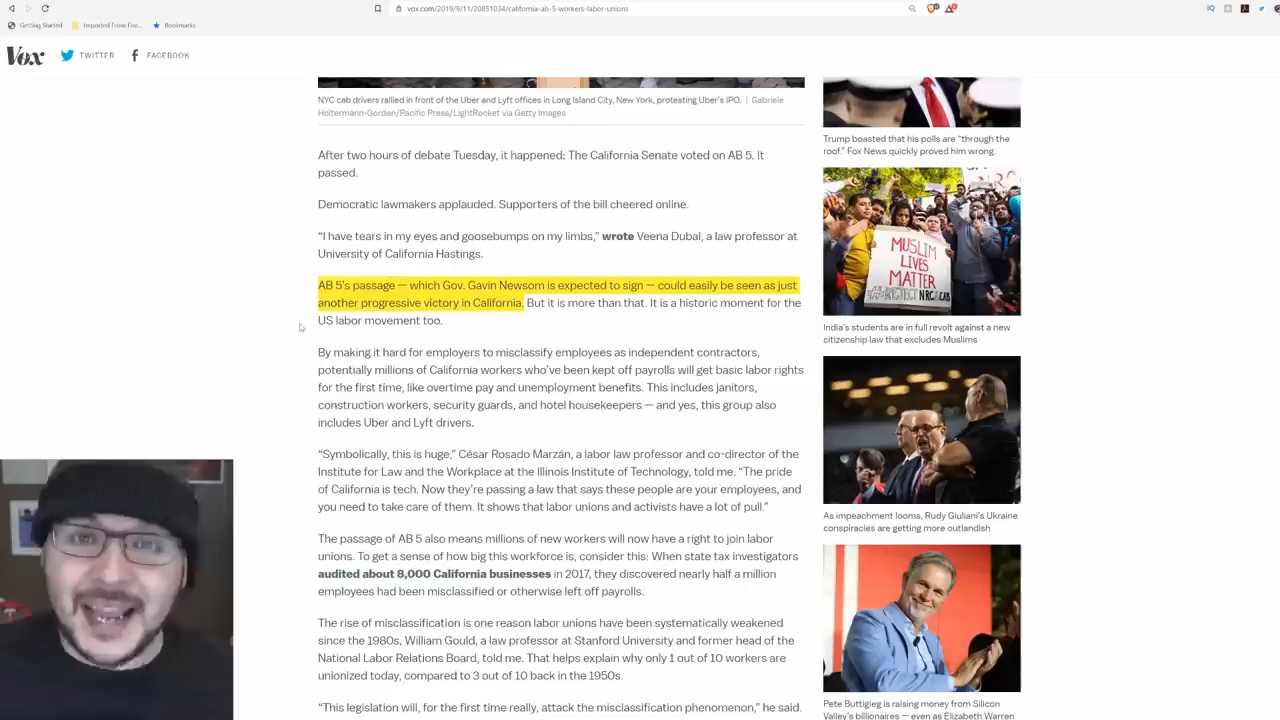 vox.com/2019/9/11/20851034/california-ab-5-workers-labor-unions
Getting Started
Imported From Fire...
Bookmarks
IQ
Vox
TWITTER
FACEBOOK
NYC cab drivers rallied in front of the Uber and Lyft offices in Long Island City, New York, protesting Uber's IPO. | Gabriele
Holtermann-Gorden/Pacific Press/LightRocket via Getty Images
After two hours of debate Tuesday, it happened: The California Senate voted on AB 5. It
passed.
Democratic lawmakers applauded. Supporters of the bill cheered online.
“I have tears in my eyes and goosebumps on my limbs,” wrote Veena Dubal, a law professor at
University of California Hastings.
AB 5’s passage — which Gov. Gavin Newsom is expected to sign — could easily be seen as just
another progressive victory in California. But it is more than that. It is a historic moment for the
US labor movement too.
By making it hard for employers to misclassify employees as independent contractors,
potentially millions of California workers who’ve been kept off payrolls will get basic labor rights
for the first time, like overtime pay and unemployment benefits. This includes janitors,
construction workers, security guards, and hotel housekeepers — and yes, this group also
includes Uber and Lyft drivers.
“Symbolically, this is huge,” César Rosado Marzán, a labor law professor and co-director of the
Institute for Law and the Workplace at the Illinois Institute of Technology, told me. “The pride
of California is tech. Now they’re passing a law that says these people are your employees, and
you need to take care of them. It shows that labor unions and activists have a lot of pull.”
The passage of AB 5 also means millions of new workers will now have a right to join labor
unions. To get a sense of how big this workforce is, consider this: When state tax investigators
audited about 8,000 California businesses in 2017, they discovered nearly half a million
employees had been misclassified or otherwise left off payrolls.
The rise of misclassification is one reason labor unions have been systematically weakened
since the 1980s, William Gould, a law professor at Stanford University and former head of the
National Labor Relations Board, told me. That helps explain why only 1 out of 10 workers are
unionized today, compared to 3 out of 10 back in the 1950s.
“This legislation will, for the first time really, attack the misclassification phenomenon,” he said.
Trump boasted that his polls are “through the
roof.” Fox News quickly proved him wrong.
MUSLIM
LIVES
MATTER
#REJECT NRC CAB
India’s students are in full revolt against a new
citizenship law that excludes Muslims
As impeachment looms, Rudy Giuliani’s Ukraine
conspiracies are getting more outlandish
Pete Buttigieg is raising money from Silicon
Valley’s billionaires — even as Elizabeth Warren